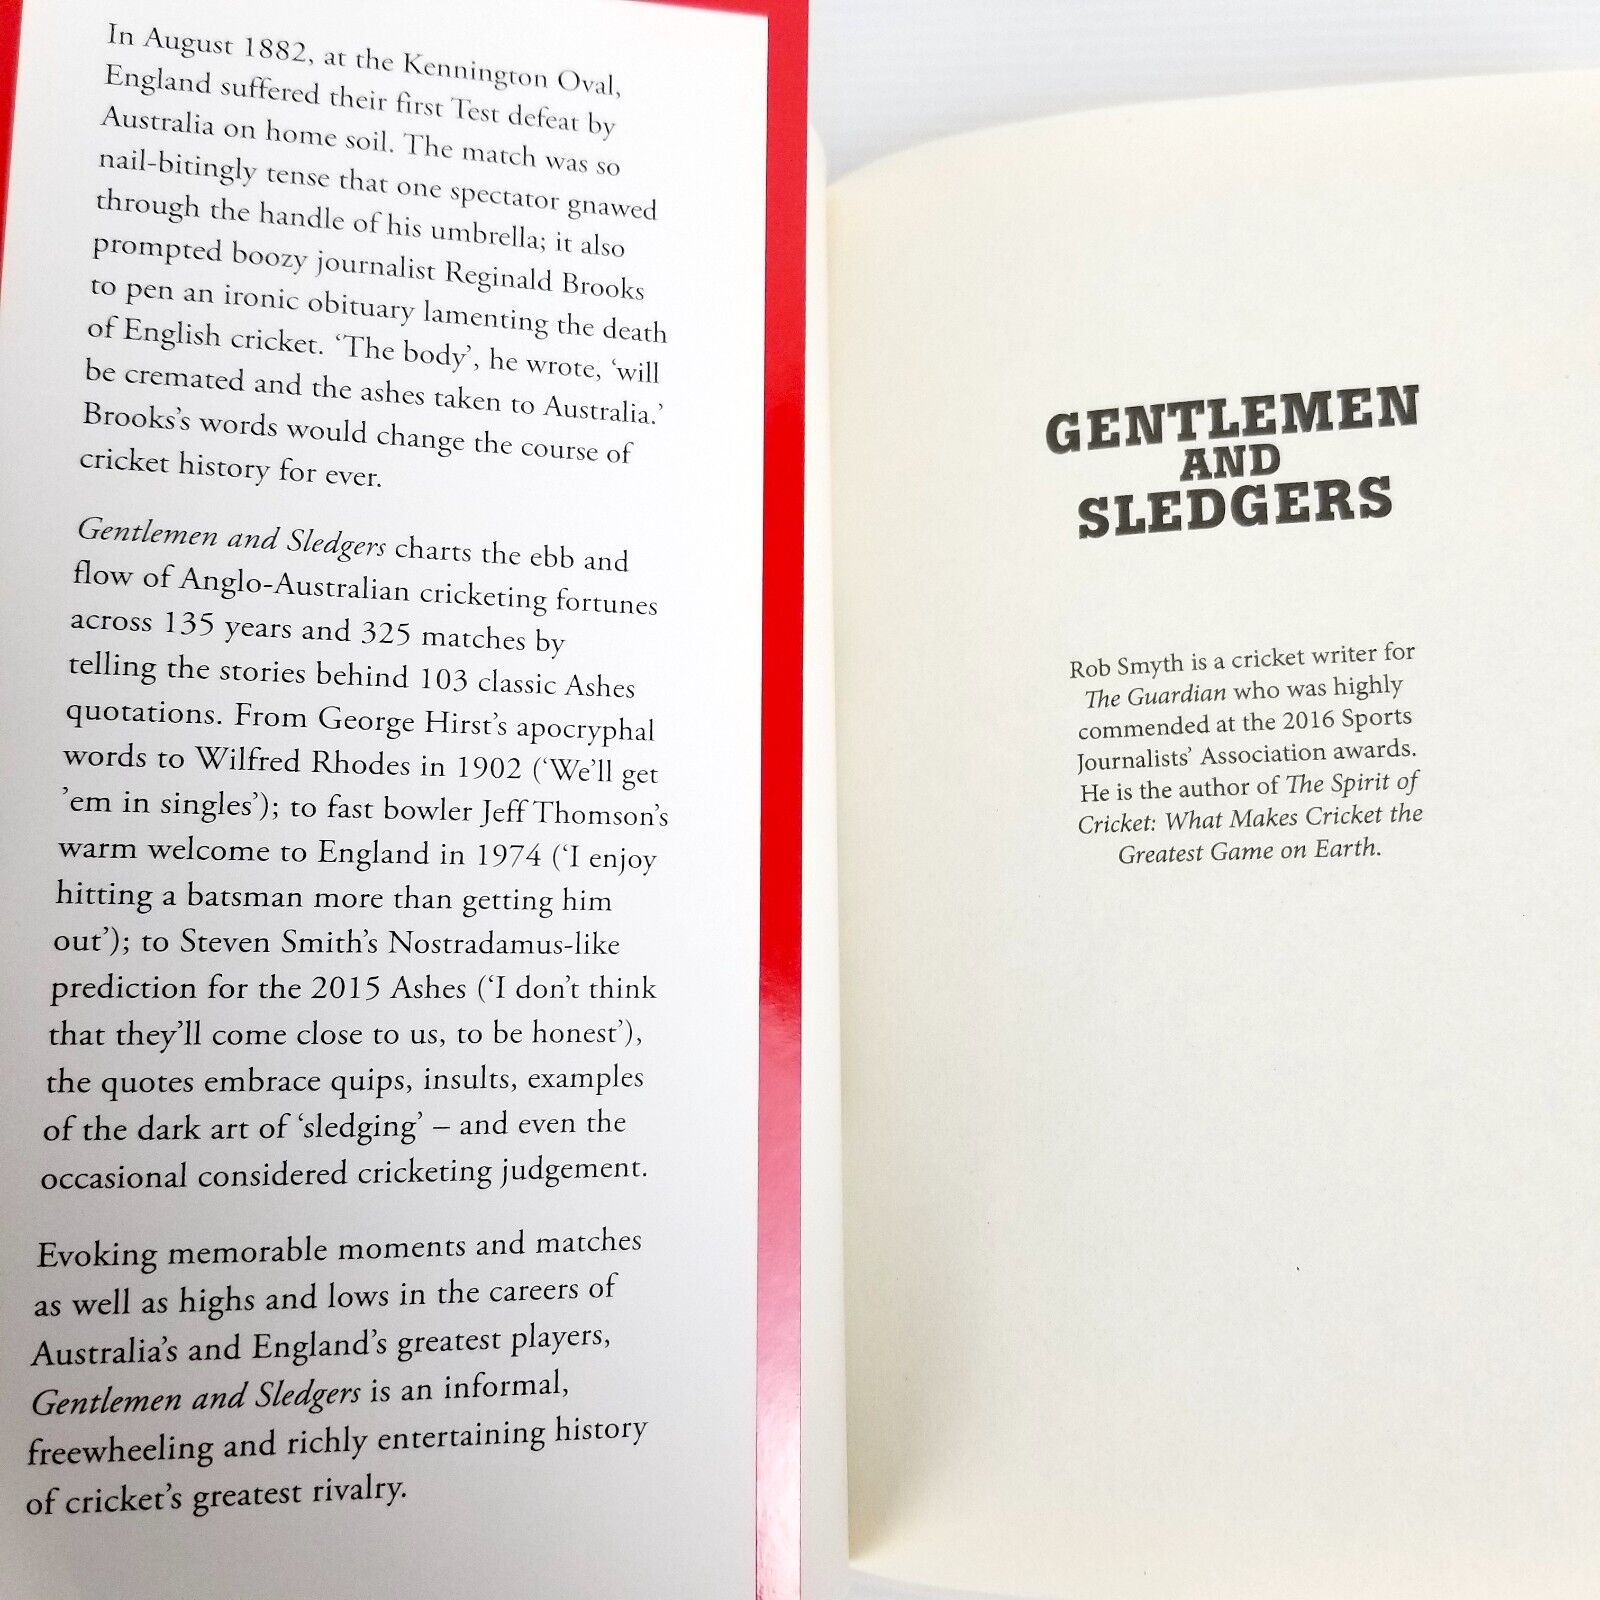 In August 1882, at the Kennington Oval,
England suffered their first Test defeat by
Australia on home soil. The match was so
nail-bitingly tense that one spectator gnawed
through the handle of his umbrella; it also
prompted boozy journalist Reginald Brooks
to pen an ironic obituary lamenting the death
of English cricket. ‘The body’, he wrote, ‘will
be cremated and the ashes taken to Australia.’
Brooks’s words would change the course of
cricket history for ever.
Gentlemen and Sledgers charts the ebb and
flow of Anglo-Australian cricketing fortunes
across 135 years and 325 matches by
telling the stories behind 103 classic Ashes
quotations. From George Hirst’s apocryphal
words to Wilfred Rhodes in 1902 (‘We’ll get
’em in singles’); to fast bowler Jeff Thomson’s
warm welcome to England in 1974 (‘I enjoy
hitting a batsman more than getting him
out’); to Steven Smith’s Nostradamus-like
prediction for the 2015 Ashes (‘I don’t think
that they’ll come close to us, to be honest’),
the quotes embrace quips, insults, examples
of the dark art of ‘sledging’ – and even the
occasional considered cricketing judgement.
Evoking memorable moments and matches
as well as highs and lows in the careers of
Australia’s and England’s greatest players,
Gentlemen and Sledgers is an informal,
freewheeling and richly entertaining history
of cricket’s greatest rivalry.
GENTLEMEN
AND
SLEDGERS
Rob Smyth is a cricket writer for
The Guardian who was highly
commended at the 2016 Sports
Journalists’ Association awards.
He is the author of The Spirit of
Cricket: What Makes Cricket the
Greatest Game on Earth.